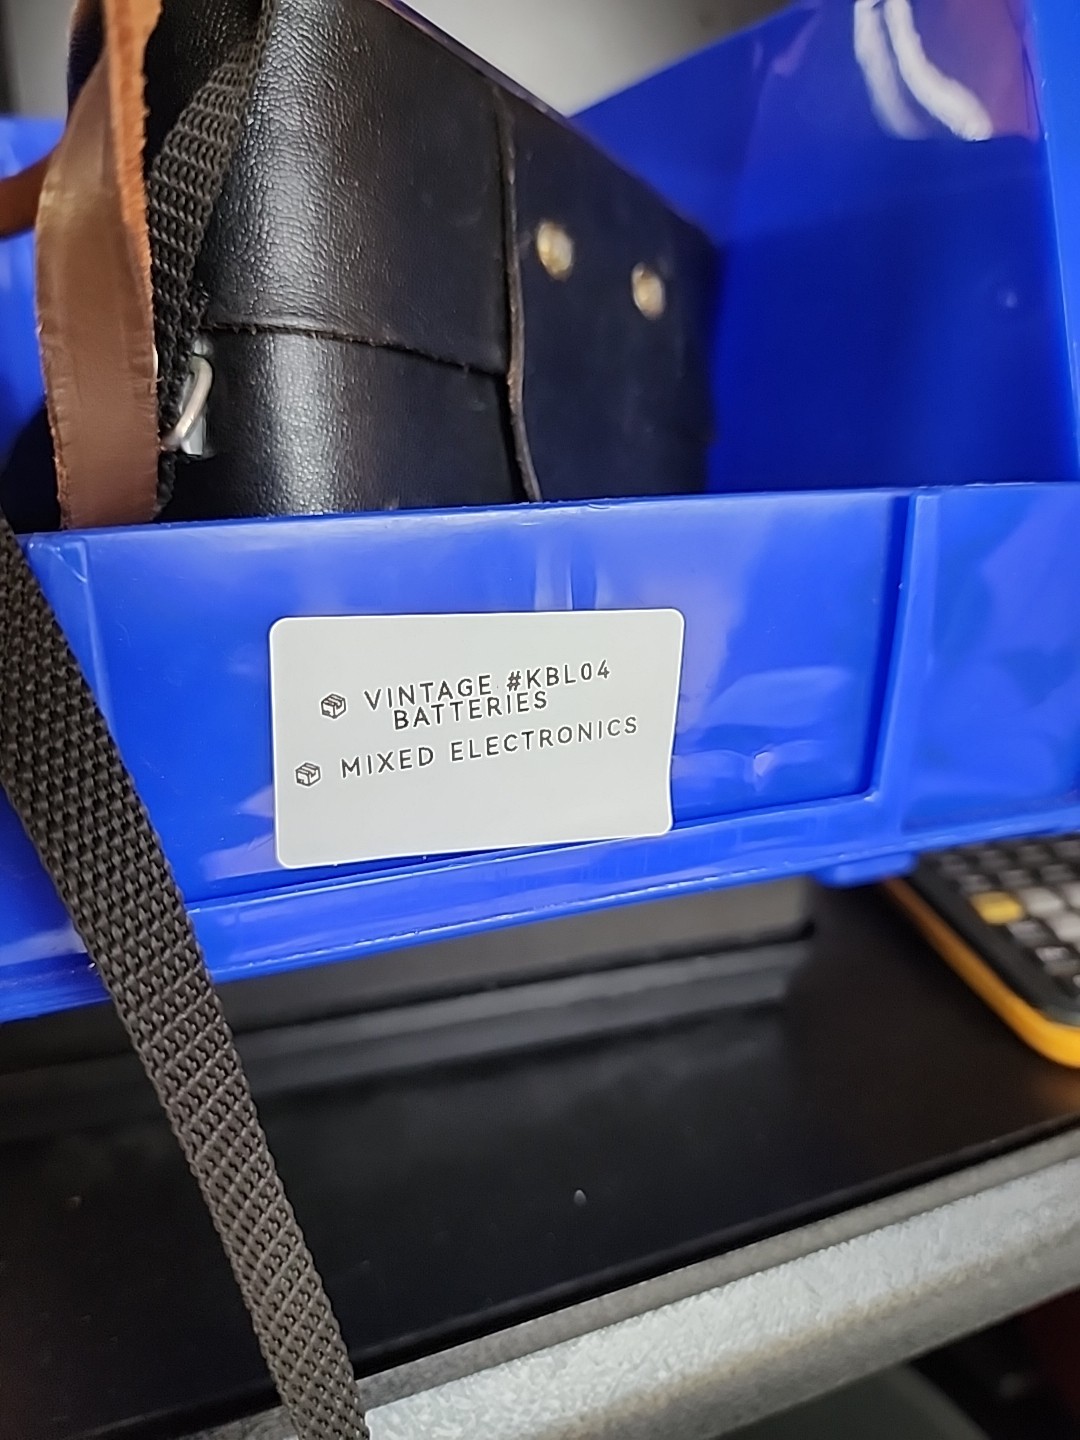 VINTAGE #KBL04
BATTERIES
MIXED ELECTRONICS